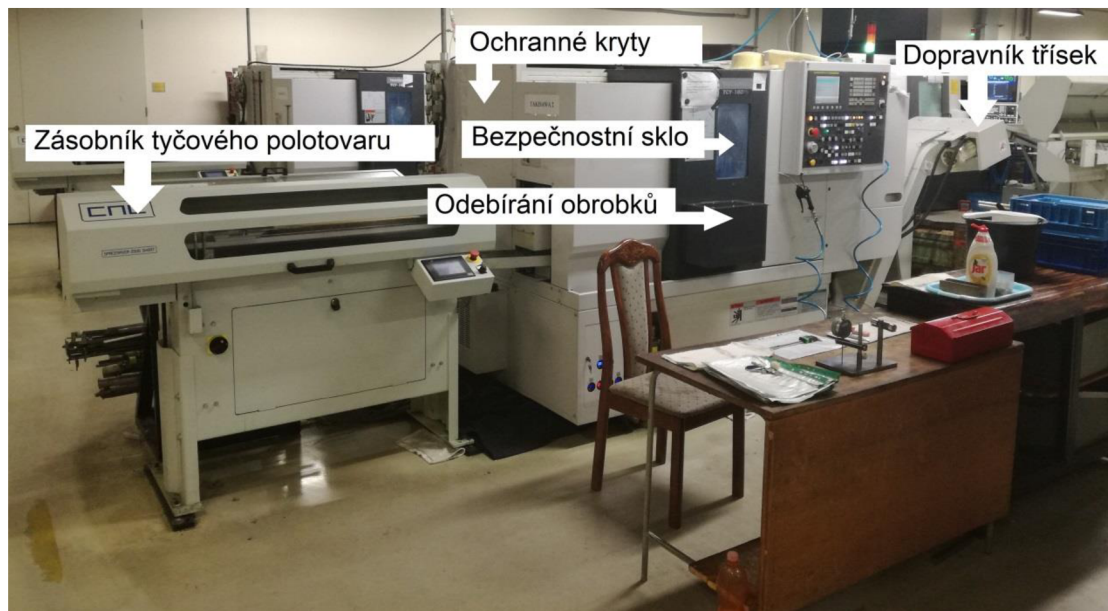 Ochranné kryty
Dopravník třísek
Zásobník tyčového polotovaru
Bezpečnostní sklo
Odebírání obrobků
CNC
Jar